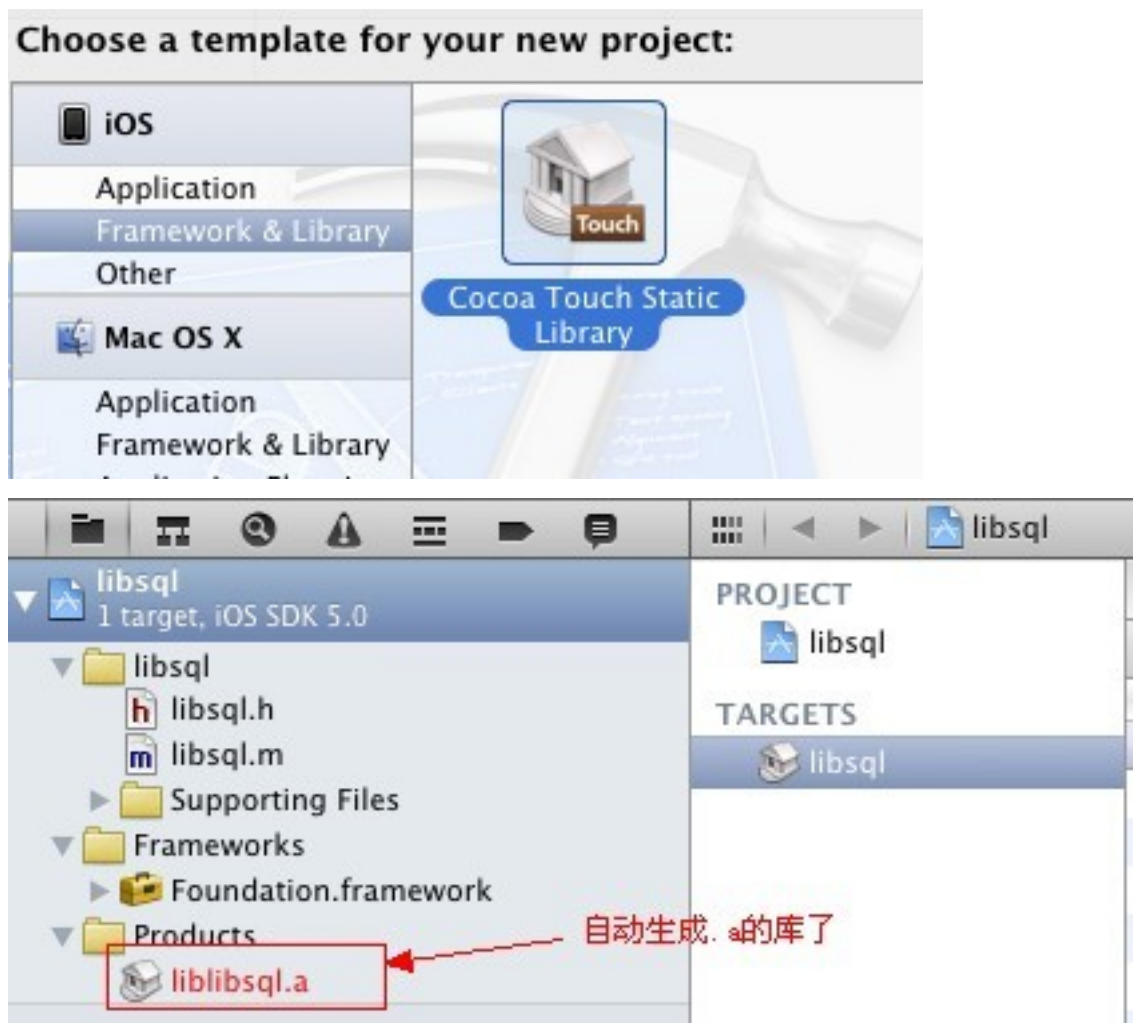 Choose a template for your new project:
iOS
Application
Framework & Library
Other
Mac OS X
Application
Framework & Library
Touch
Cocoa Touch Static
Library
libsql
1 target, iOS SDK 5.0
libsql
libsql.h
libsql.m
Supporting Files
Frameworks
Foundation.framework
Products
liblibsql.a
libsql
PROJECT
libsql
TARGETS
libsql
自动生成.a的库了